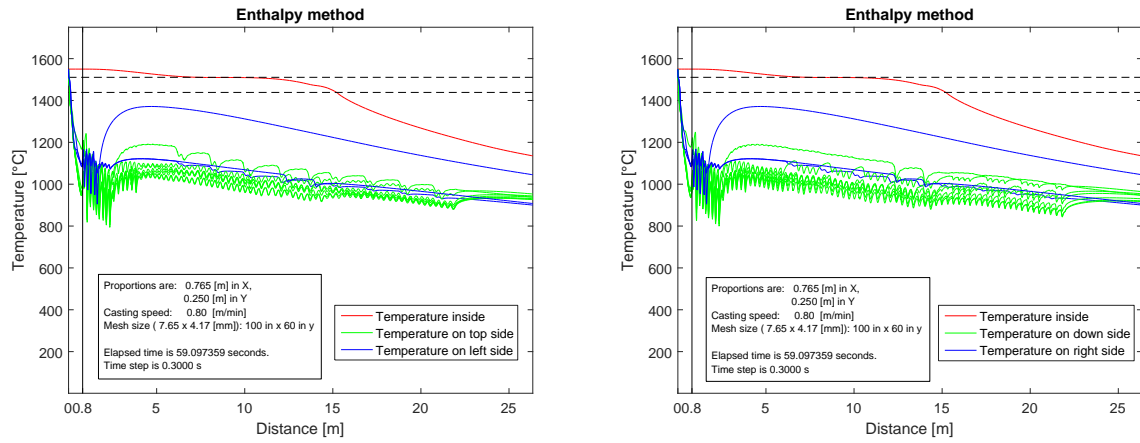 Enthalpy method
Temperature [°C]
1600
1400
1200
1000
800
600
400
200
Proportions are: 0.765 [m] in X,
0.250 [m] in Y
Casting speed: 0.80 [m/min]
Mesh size ( 7.65 x 4.17 [mm]): 100 in x 60 in y
Elapsed time is 59.097359 seconds.
Time step is 0.3000 s
Temperature inside
Temperature on top side
Temperature on left side
00.8 5 10 15 20 25
Distance [m]
Enthalpy method
Temperature [°C]
1600
1400
1200
1000
800
600
400
200
Proportions are: 0.765 [m] in X,
0.250 [m] in Y
Casting speed: 0.80 [m/min]
Mesh size ( 7.65 x 4.17 [mm]): 100 in x 60 in y
Elapsed time is 59.097359 seconds.
Time step is 0.3000 s
Temperature inside
Temperature on down side
Temperature on right side
00.8 5 10 15 20 25
Distance [m]